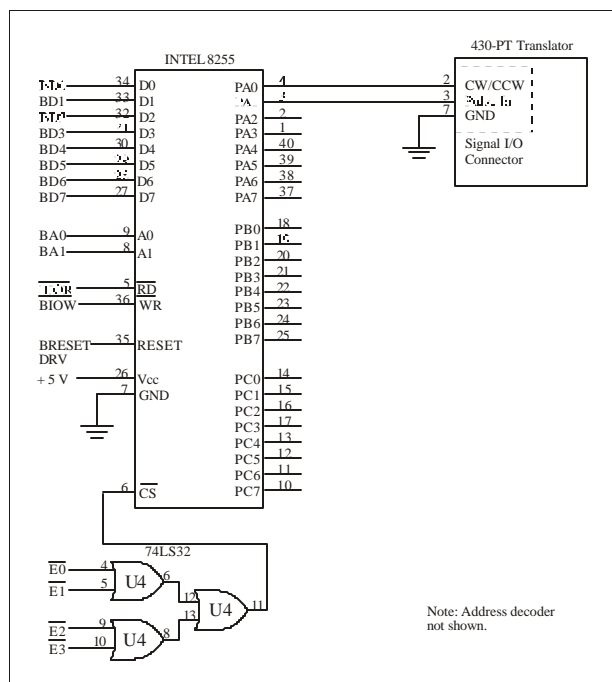 430-PT Translator
INTEL 8255
34 D0 PA0 4 2 CW/CCW
BD1 33 D1 3
32 D2 PA2 2 7 GND
BD3 D3 PA3 1
BD4 30 D4 PA4 40
BD5 D5 PA5 39 Signal I/O
BD6 D6 PA6 38 Connector
BD7 27 D7 PA7 37
PB0 18
BA0 9 A0 PB1
BA1 8 A1 PB2 20
PB3 21
5 RD PB4 22
BIOW 36 WR PB5 23
PB6 24
BRESET 35 RESET PB7 25
DRV
+ 5 V 26 Vcc PC0 14
7 GND PC1 15
PC2 16
PC3 17
PC4 13
PC5 12
PC6 11
6 CS PC7 10
74LS32
E0 4 U4 6
E1 5
12 U4 11
13
E2 9 U4 8
E3 10
Note: Address decoder
not shown.